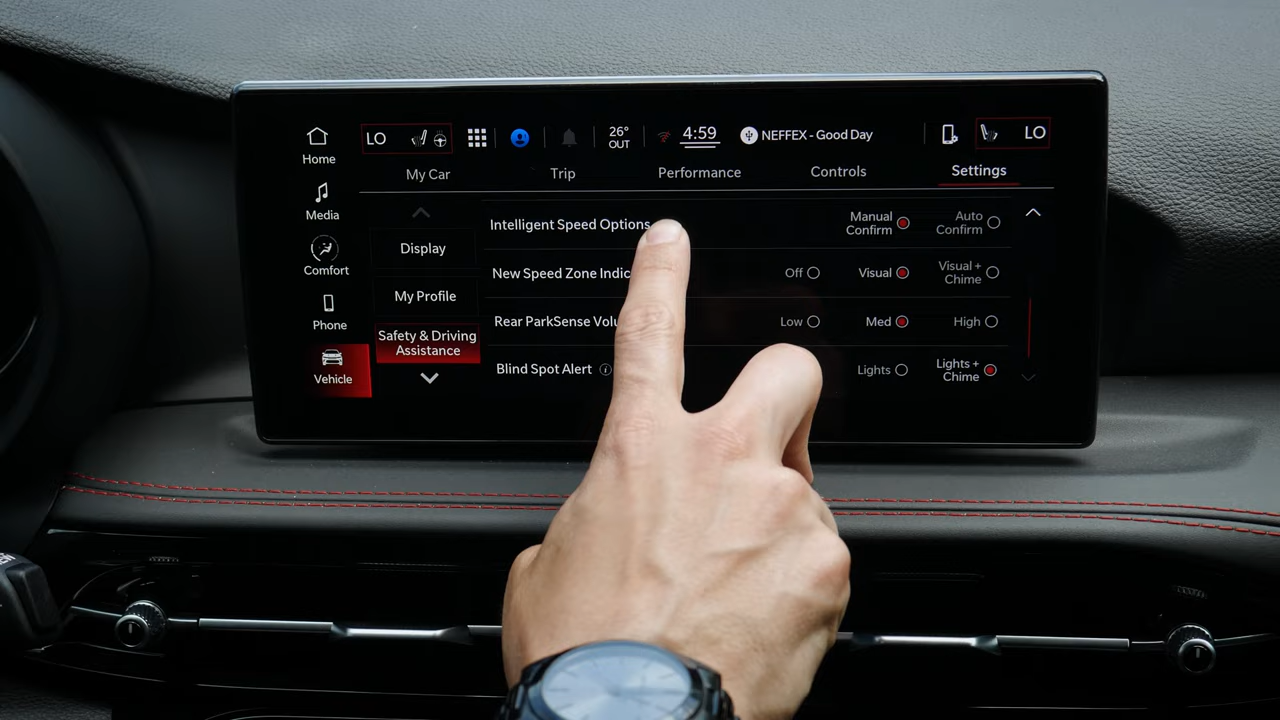 LO
26°
OUT
4:59
NEFFEX - Good Day
LO
Home
My Car
Trip
Performance
Controls
Settings
Media
Comfort
Phone
Vehicle
Display
My Profile
Safety & Driving
Assistance
Intelligent Speed Options
Manual
Confirm
Auto
Confirm
New Speed Zone
Off
Visual
Visual +
Chime
Rear ParkSense
Low
Med
High
Blind Spot Alert
Lights
Lights +
Chime